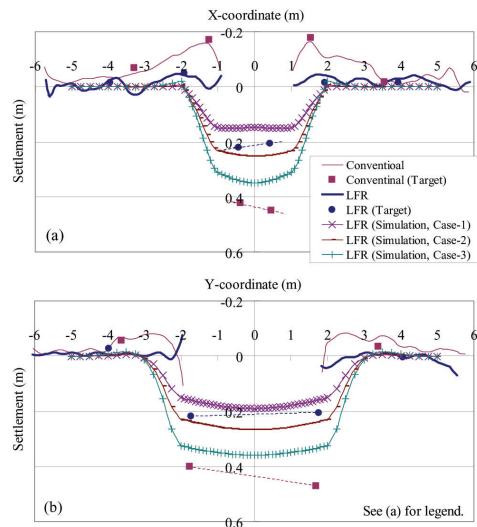 X-coordinate (m)
-0.2
-6 -5 -4 -3 -2 -1 0 1 2 3 4 5 6
0
0.2
0.4
0.6
Settlement (m)
Conventioal
Conventinal (Target)
LFR
LFR (Target)
LFR (Simulation, Case-1)
LFR (Simulation, Case-2)
LFR (Simulation, Case-3)
(a)
Y-coordinate (m)
-0.2
-6 -5 -4 -3 -2 -1 0 1 2 3 4 5 6
0
0.2
0.4
0.6
Settlement (m)
(b)
See (a) for legend.